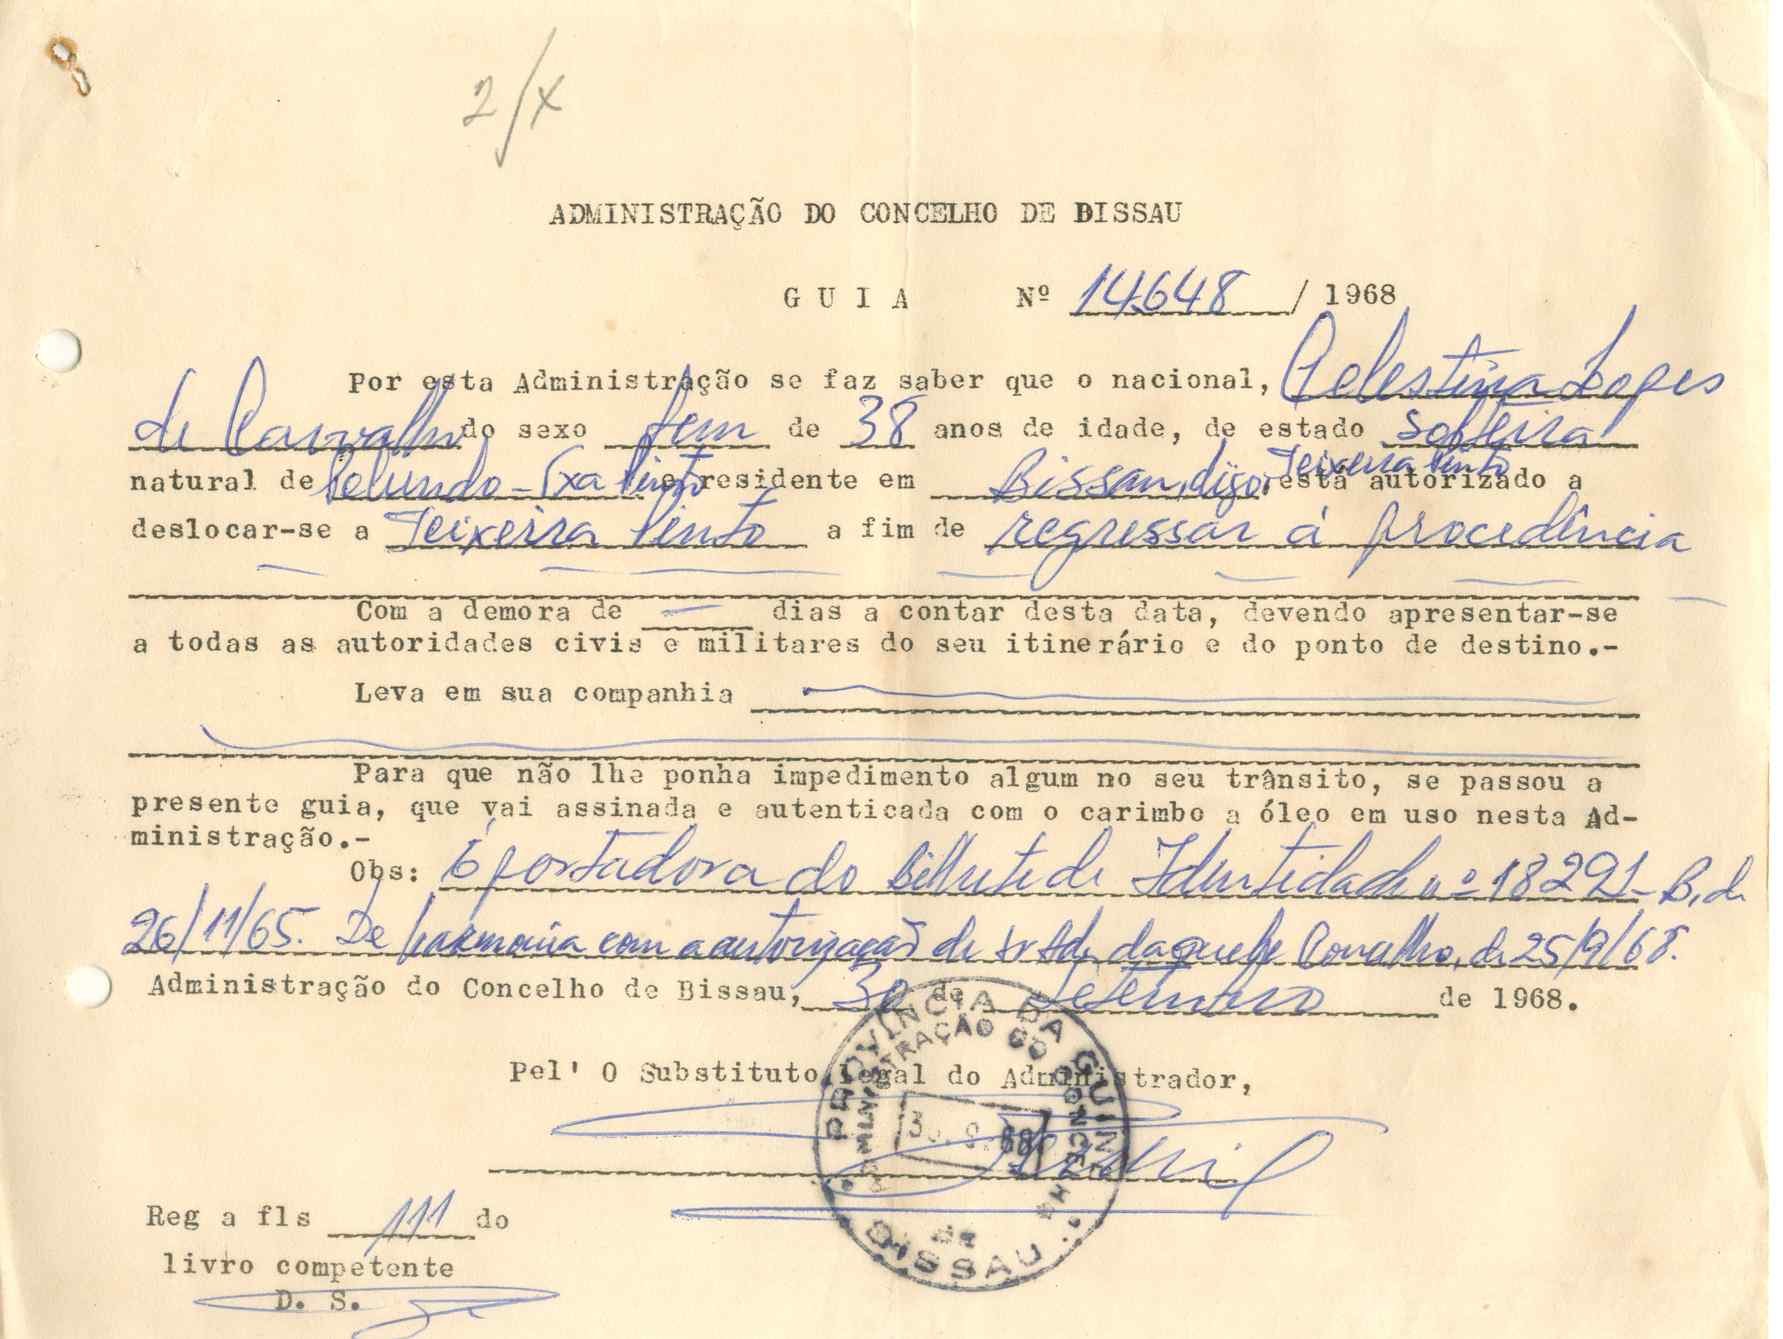 2/X
ADMINISTRAÇÃO DO CONCELHO DE BISSAU
G U I A Nº 14648 / 1968
Por esta Administração se faz saber que o nacional, Celestina Lopes
de Carvalho do sexo fem de 38 anos de idade, de estado solteira
Teixeira Pinto
natural de Pelundo - Txa Pinto e residente em Bissau, digo, está autorizado a
deslocar-se a Teixeira Pinto a fim de regressar á procedência
Com a demora de — dias a contar desta data, devendo apresentar-se
a todas as autoridades civis e militares do seu itinerário e do ponto de destino.-
Leva em sua companhia
Para que não lhe ponha impedimento algum no seu trânsito, se passou a
presente guia, que vai assinada e autenticada com o carimbo a óleo em uso nesta Ad-
ministração.-
Obs: É portadora do Bilhete de Identidade nº 18291-B, de
26/11/65. De harmonia com a autorização do Sr Adm daquele Concelho, de 25/9/68.
Administração do Concelho de Bissau, 30 de Setembro de 1968.
Pel' O Substituto Legal do Administrador,
PROVÍNCIA DA GUINÉ
ADMINISTRAÇÃO DO CONCELHO
DE
BISSAU
Reg a fls 111 do
livro competente
D. S.